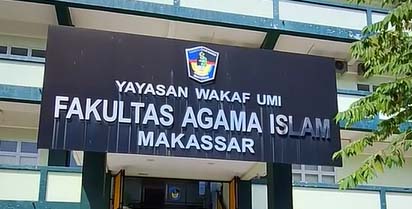 YAYASAN WAKAF UMI
FAKULTAS AGAMA ISLAM
MAKASSAR